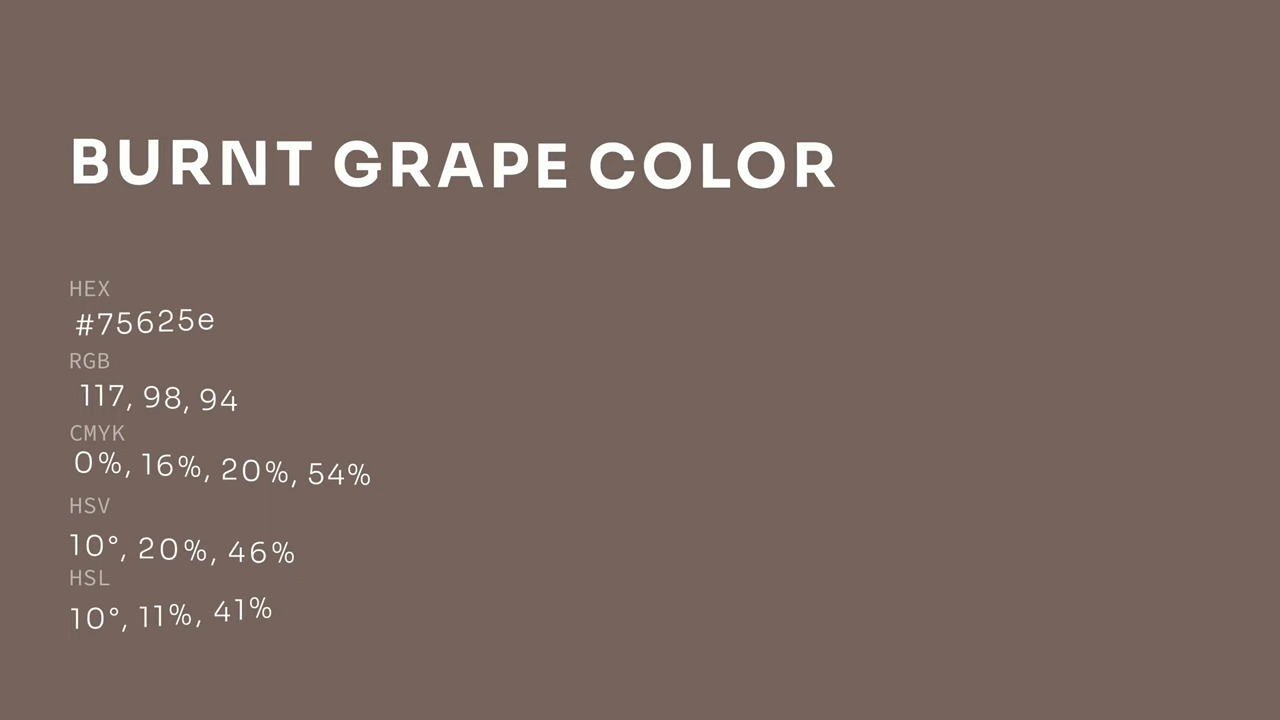 BURNT GRAPE COLOR
HEX
#75625e
RGB
117, 98, 94
CMYK
0%, 16%, 20%, 54%
HSV
10°, 20%, 46%
HSL
10°, 11%, 41%